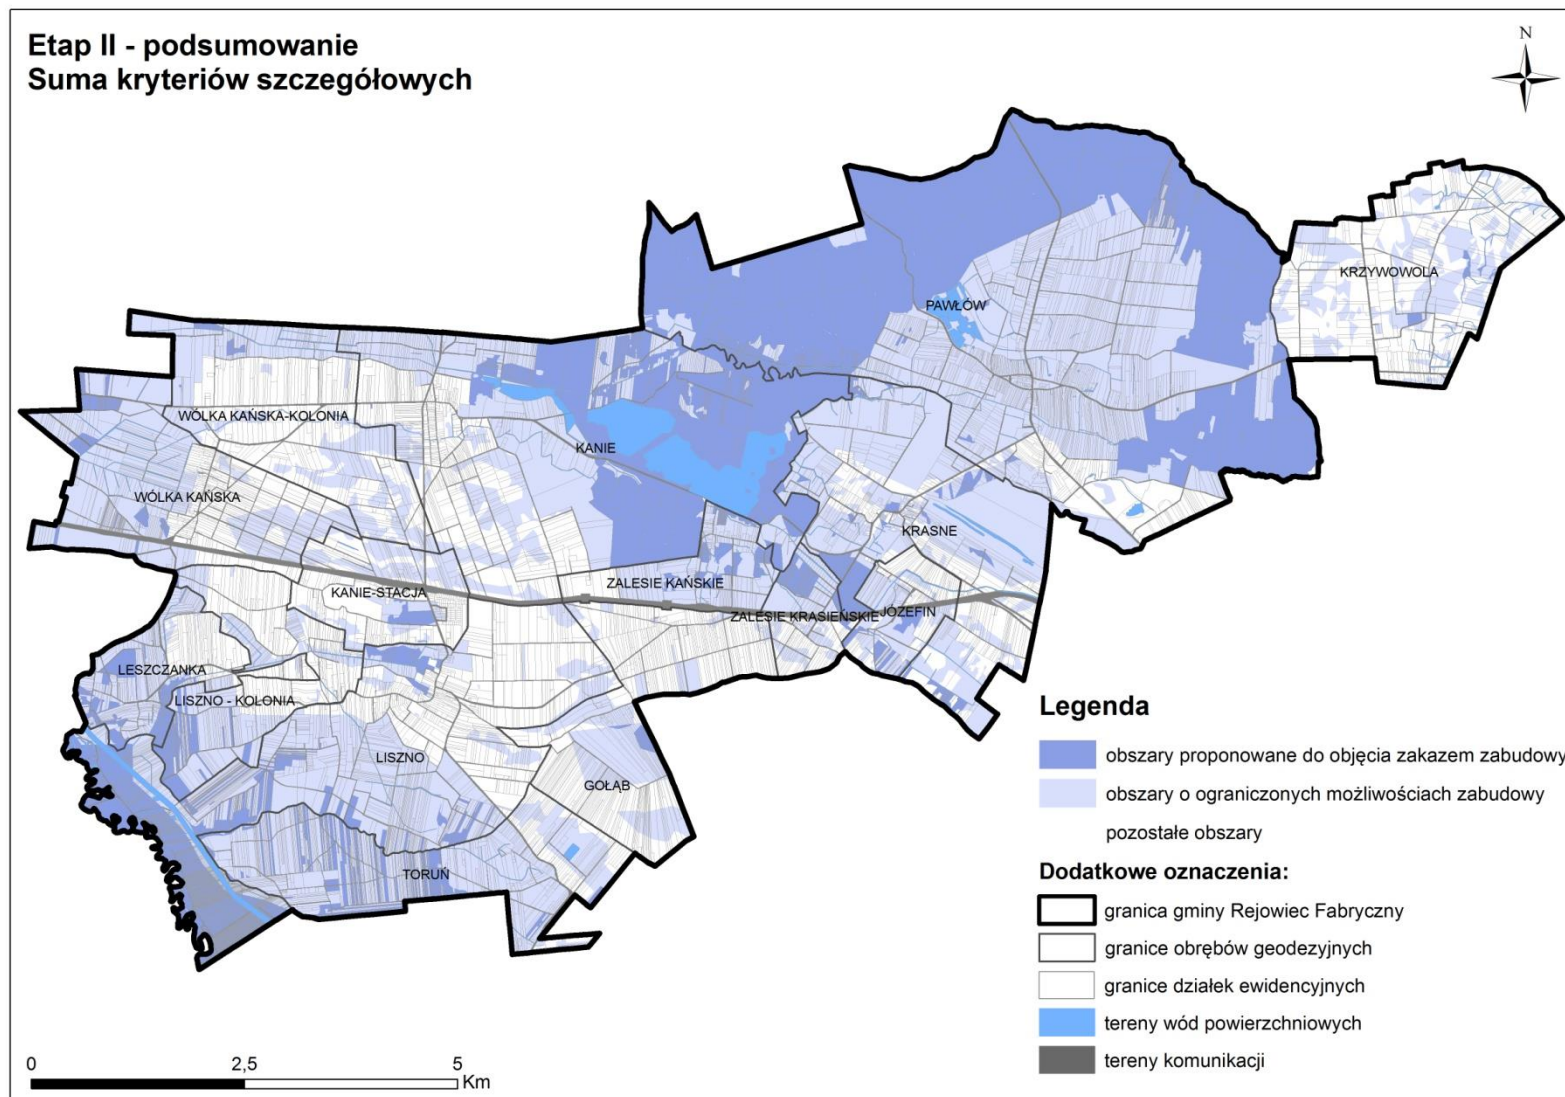 Etap II - podsumowanie
Suma kryteriów szczegółowych
N
PAWŁÓW
KRZYWOWOLA
WÓLKA KAŃSKA-KOLONIA
KANIE
WÓLKA KAŃSKA
KRASNE
ZALESIE KAŃSKIE
KANIE-STACJA
ZALESIE KRASIEŃSKIE
JÓZEFIN
LESZCZANKA
LISZNO - KOLONIA
LISZNO
GOŁĄB
TORUŃ
Legenda
obszary proponowane do objęcia zakazem zabudowy
obszary o ograniczonych możliwościach zabudowy
pozostałe obszary
Dodatkowe oznaczenia:
granica gminy Rejowiec Fabryczny
granice obrębów geodezyjnych
granice działek ewidencyjnych
tereny wód powierzchniowych
tereny komunikacji
0 2,5 5
Km